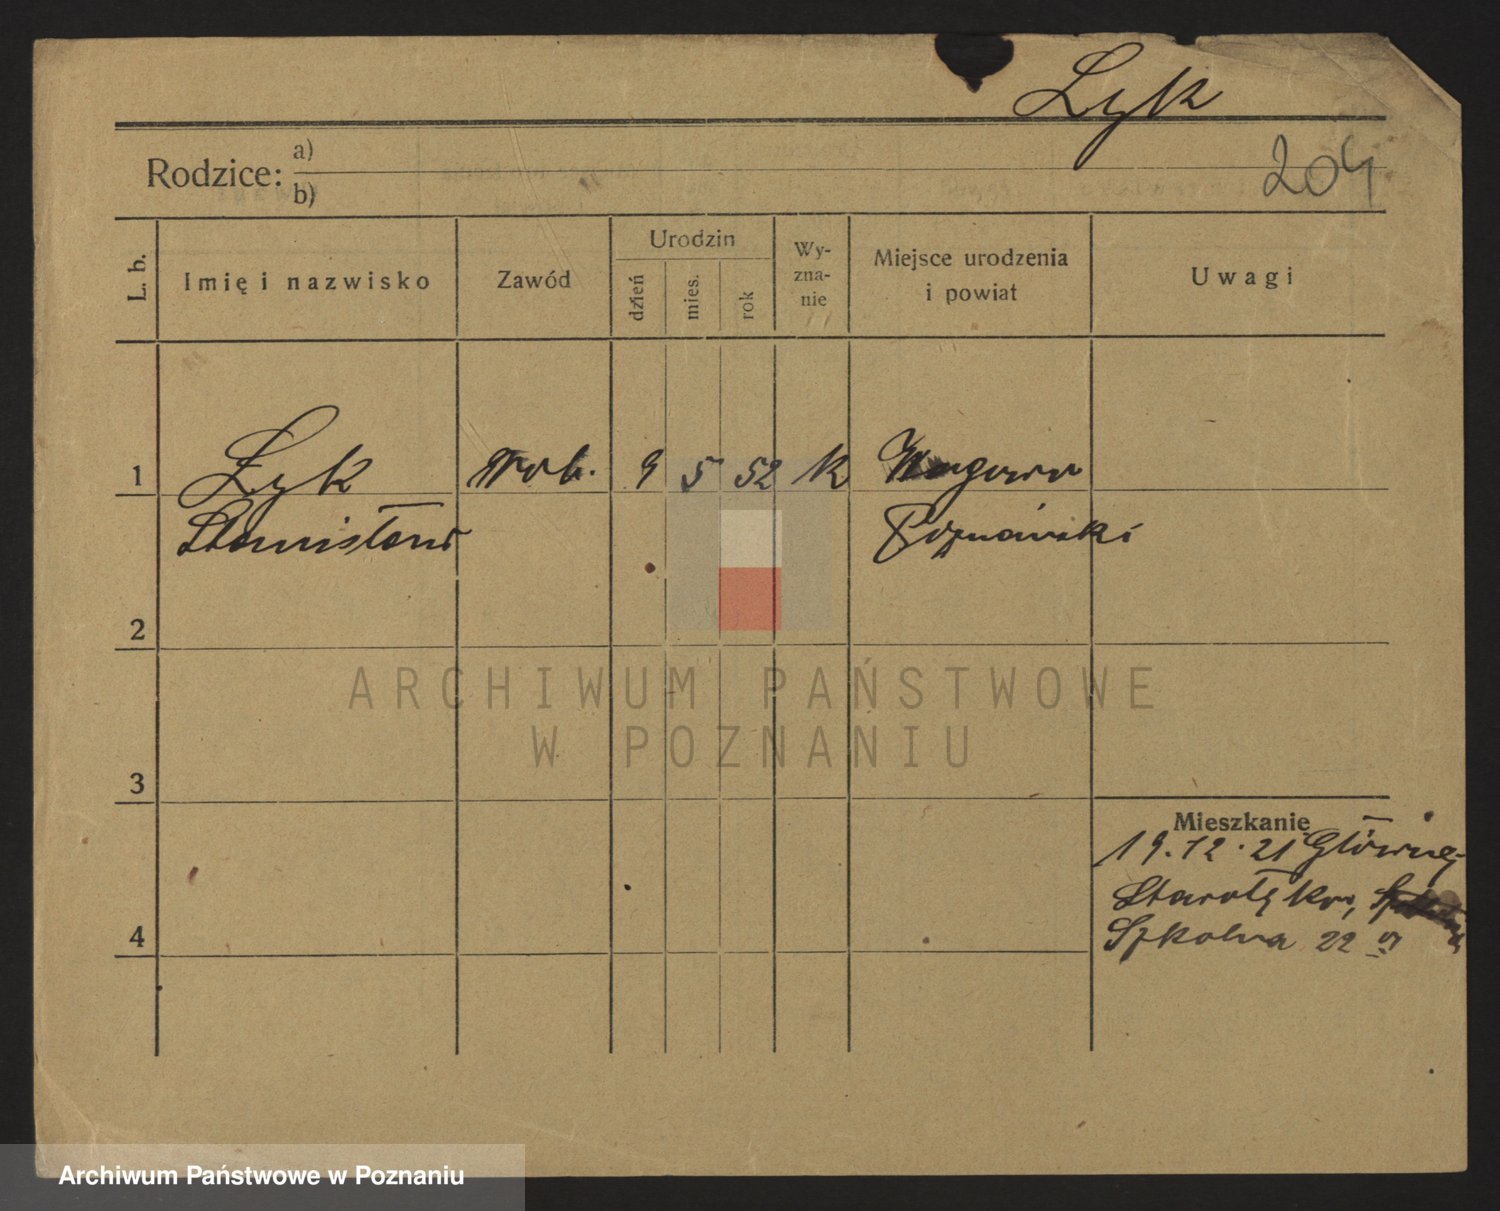 Łyk
Rodzice: a)
b)
204
L. b.
Imię i nazwisko
Zawód
Urodzin
dzień
mies.
rok
Wy-
zna-
nie
Miejsce urodzenia
i powiat
Uwagi
1
Łyk
Stanisław
rob.
9
5
52
k
Poznański
2
3
4
Mieszkanie
19.12.21 Główna
Starołęka,
Szkolna 22
ARCHIWUM PAŃSTWOWE
W POZNANIU
Archiwum Państwowe w Poznaniu